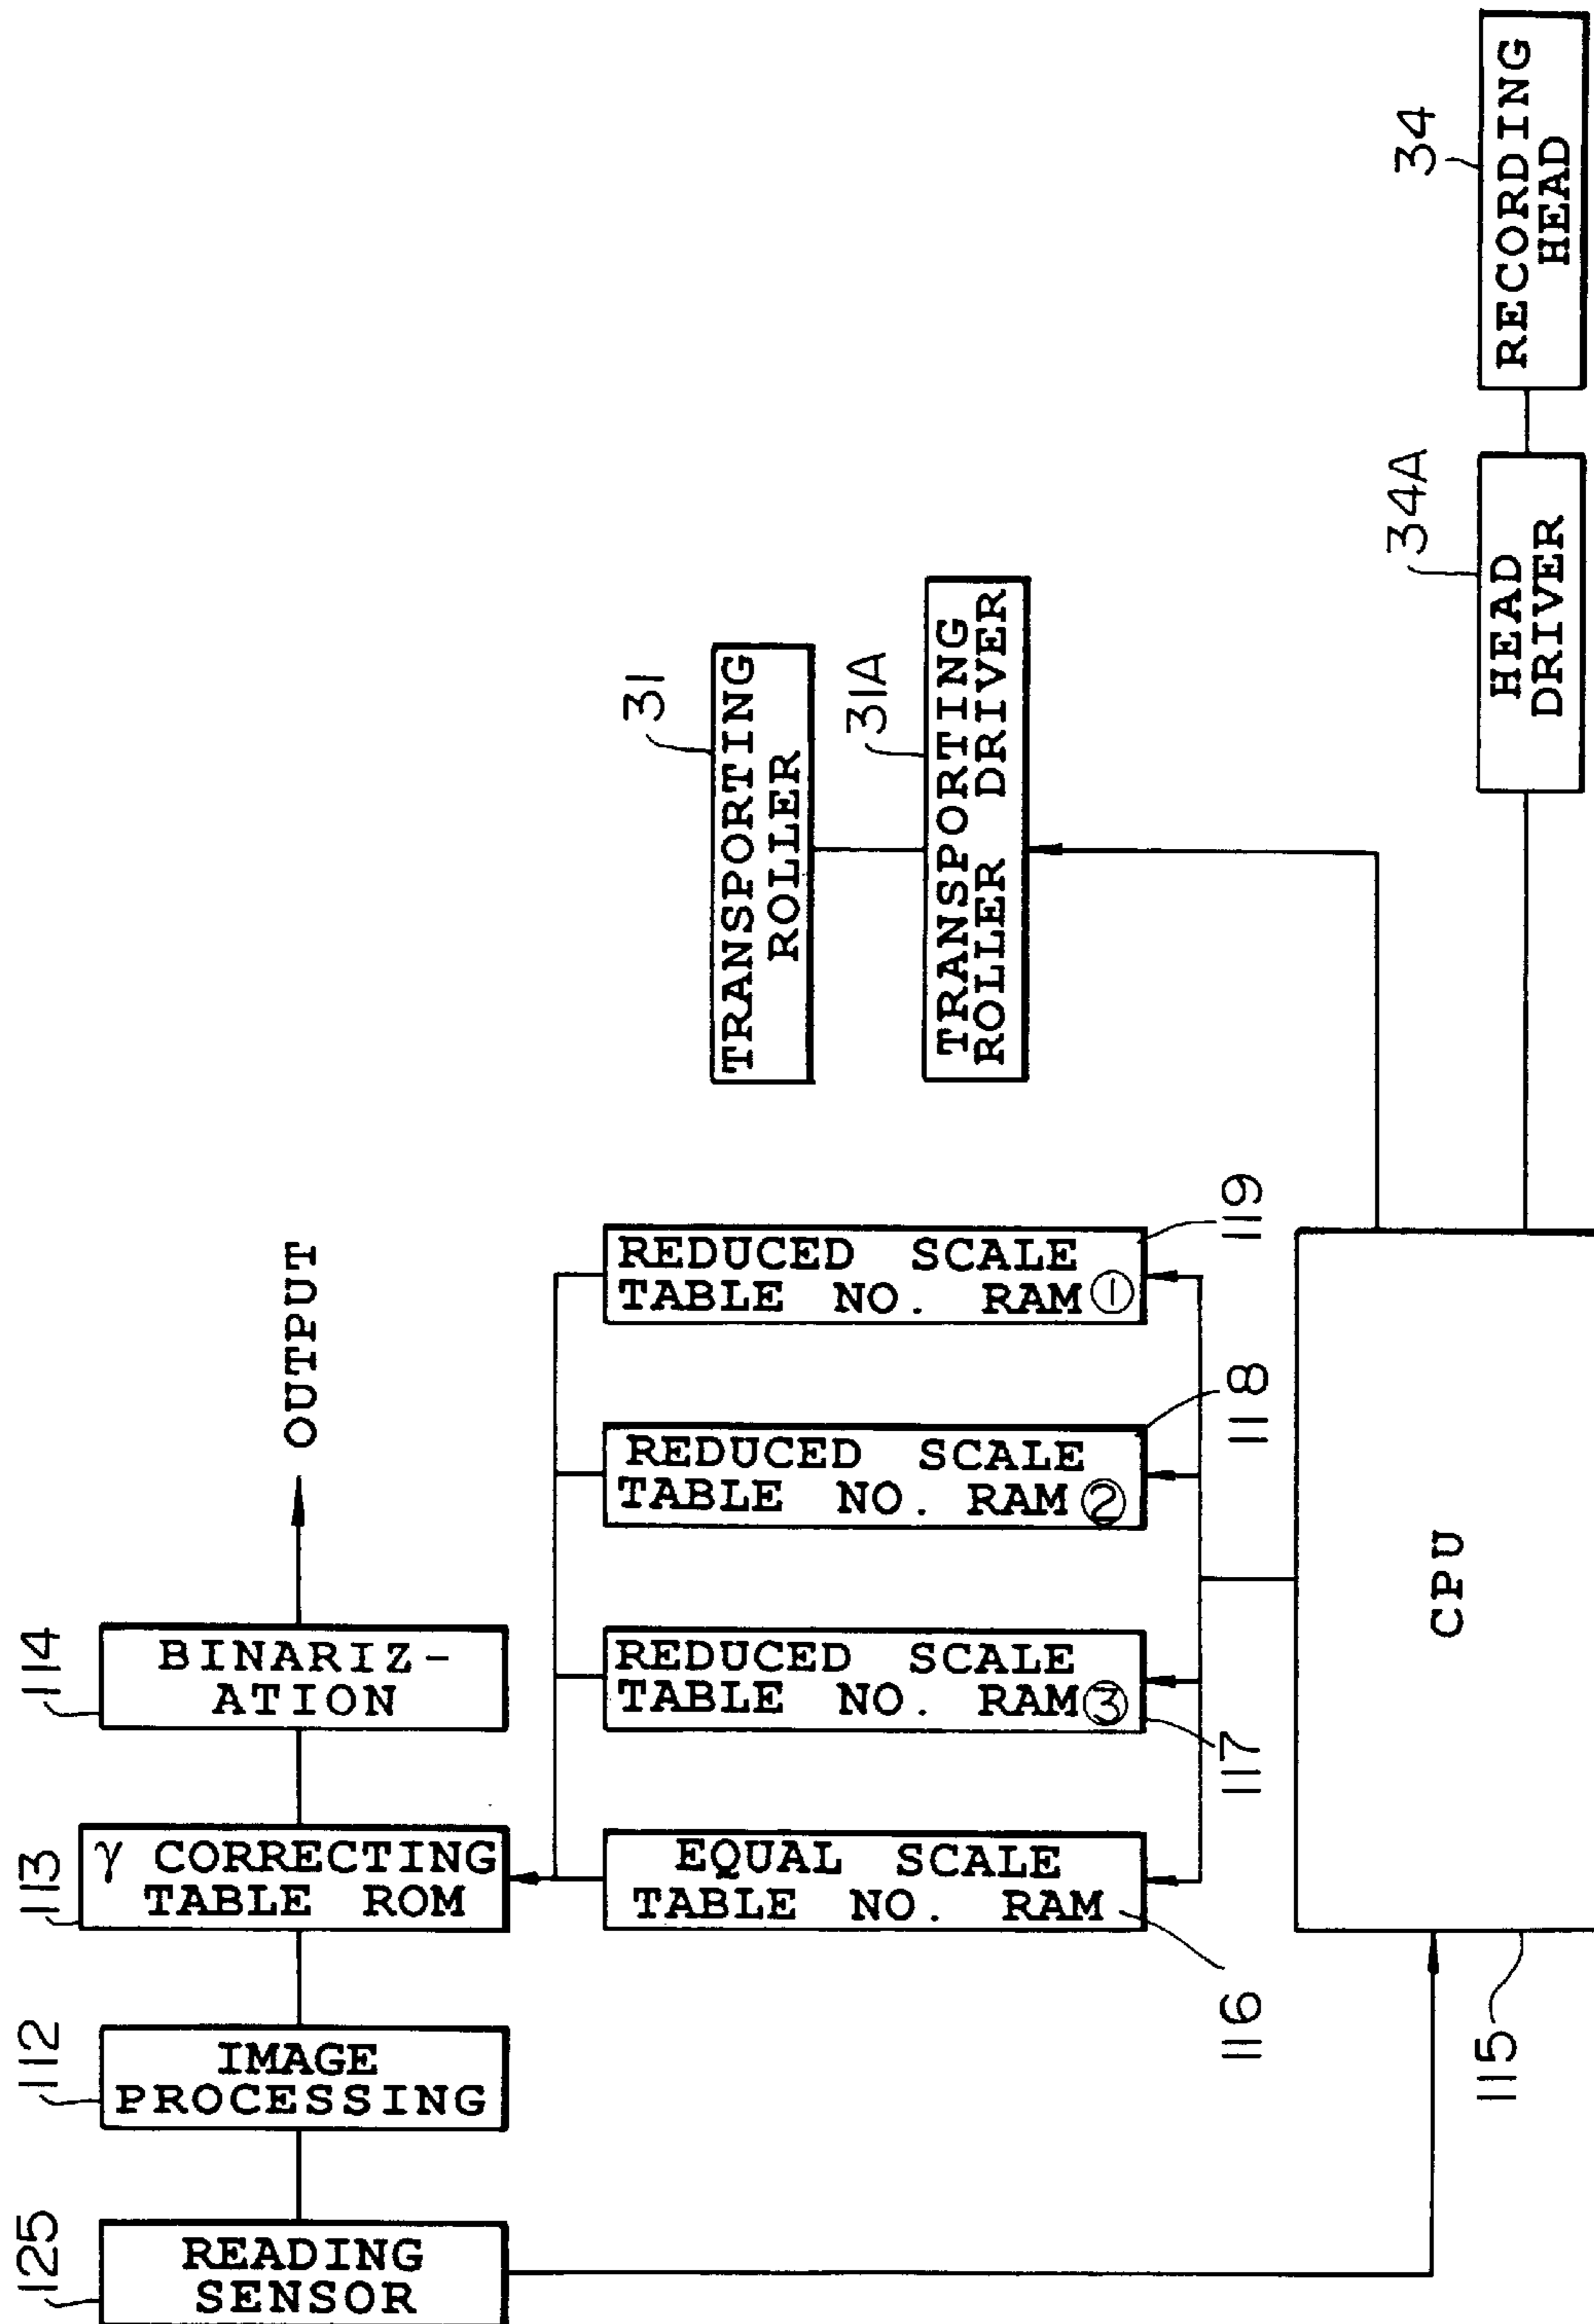 125
READING
SENSOR
112
IMAGE
PROCESSING
113
γ CORRECTING
TABLE ROM
114
BINARIZ-
ATION
OUTPUT
EQUAL SCALE
TABLE NO. RAM
116
REDUCED SCALE
TABLE NO. RAM③
117
REDUCED SCALE
TABLE NO. RAM②
118
REDUCED SCALE
TABLE NO. RAM①
119
115
CPU
31
TRANSPORTING
ROLLER
31A
TRANSPORTING
ROLLER DRIVER
34A
HEAD
DRIVER
34
RECORDING
HEAD